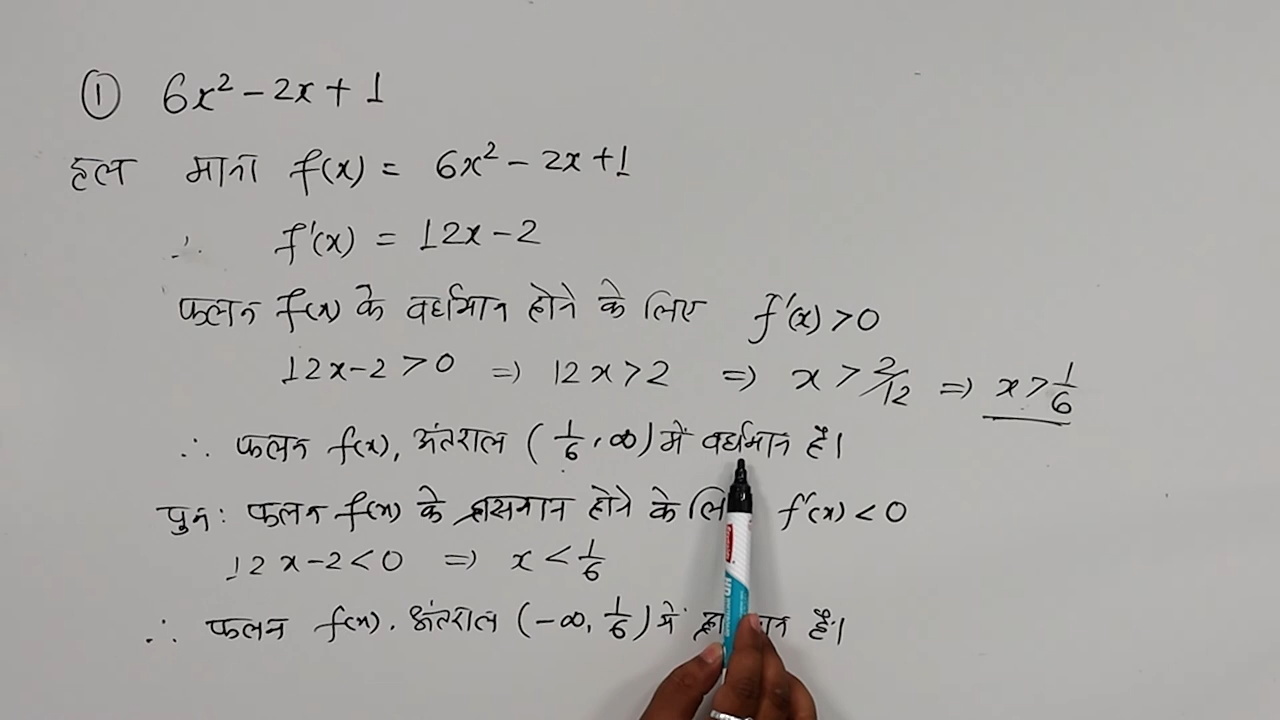 ① 6x² – 2x + 1
हल माना f(x) = 6x² – 2x + 1
∴ f'(x) = 12x – 2
फलन f(x) के वर्धमान होने के लिए f'(x) > 0
12x – 2 > 0 ⇒ 12x > 2 ⇒ x > 2/12 ⇒ x > 1/6
∴ फलन f(x), अंतराल (1/6, ∞) में वर्धमान है।
पुनः फलन f(x) के ह्रासमान होने के f'(x) < 0
12x – 2 < 0 ⇒ x < 1/6
∴ फलन f(x), अंतराल (–∞, 1/6) में है।